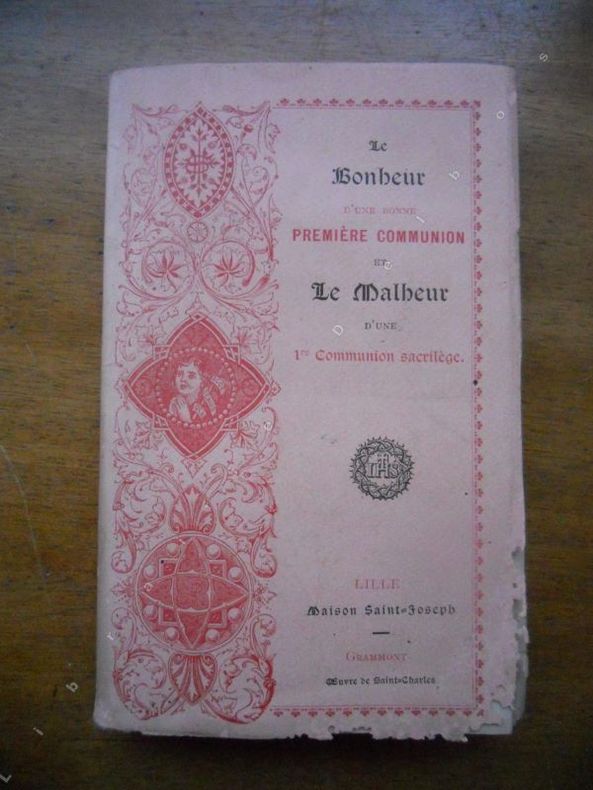 Le
Bonheur
D'UNE BONNE
PREMIÈRE COMMUNION
ET
Le Malheur
D'UNE
1re Communion sacrilège.
IHS
LILLE
Maison Saint=Joseph
GRAMMONT
Œuvre de Saint=Charles